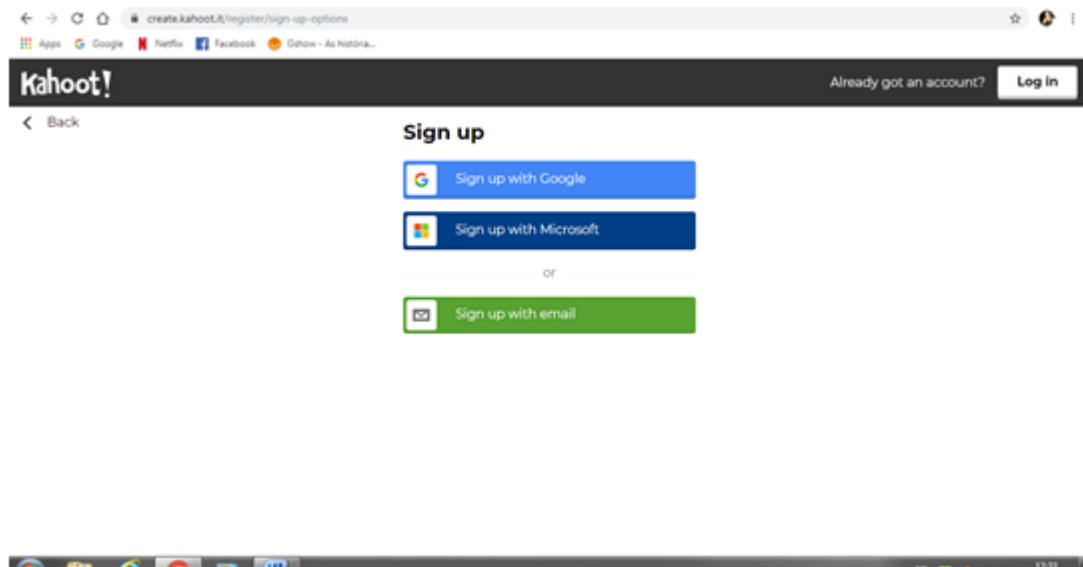 create.kahoot.it/register/sign-up-options
Apps Google Netflix Facebook Gshow - As história...
Kahoot! Already got an account? Log in
Back
Sign up
Sign up with Google
Sign up with Microsoft
or
Sign up with email